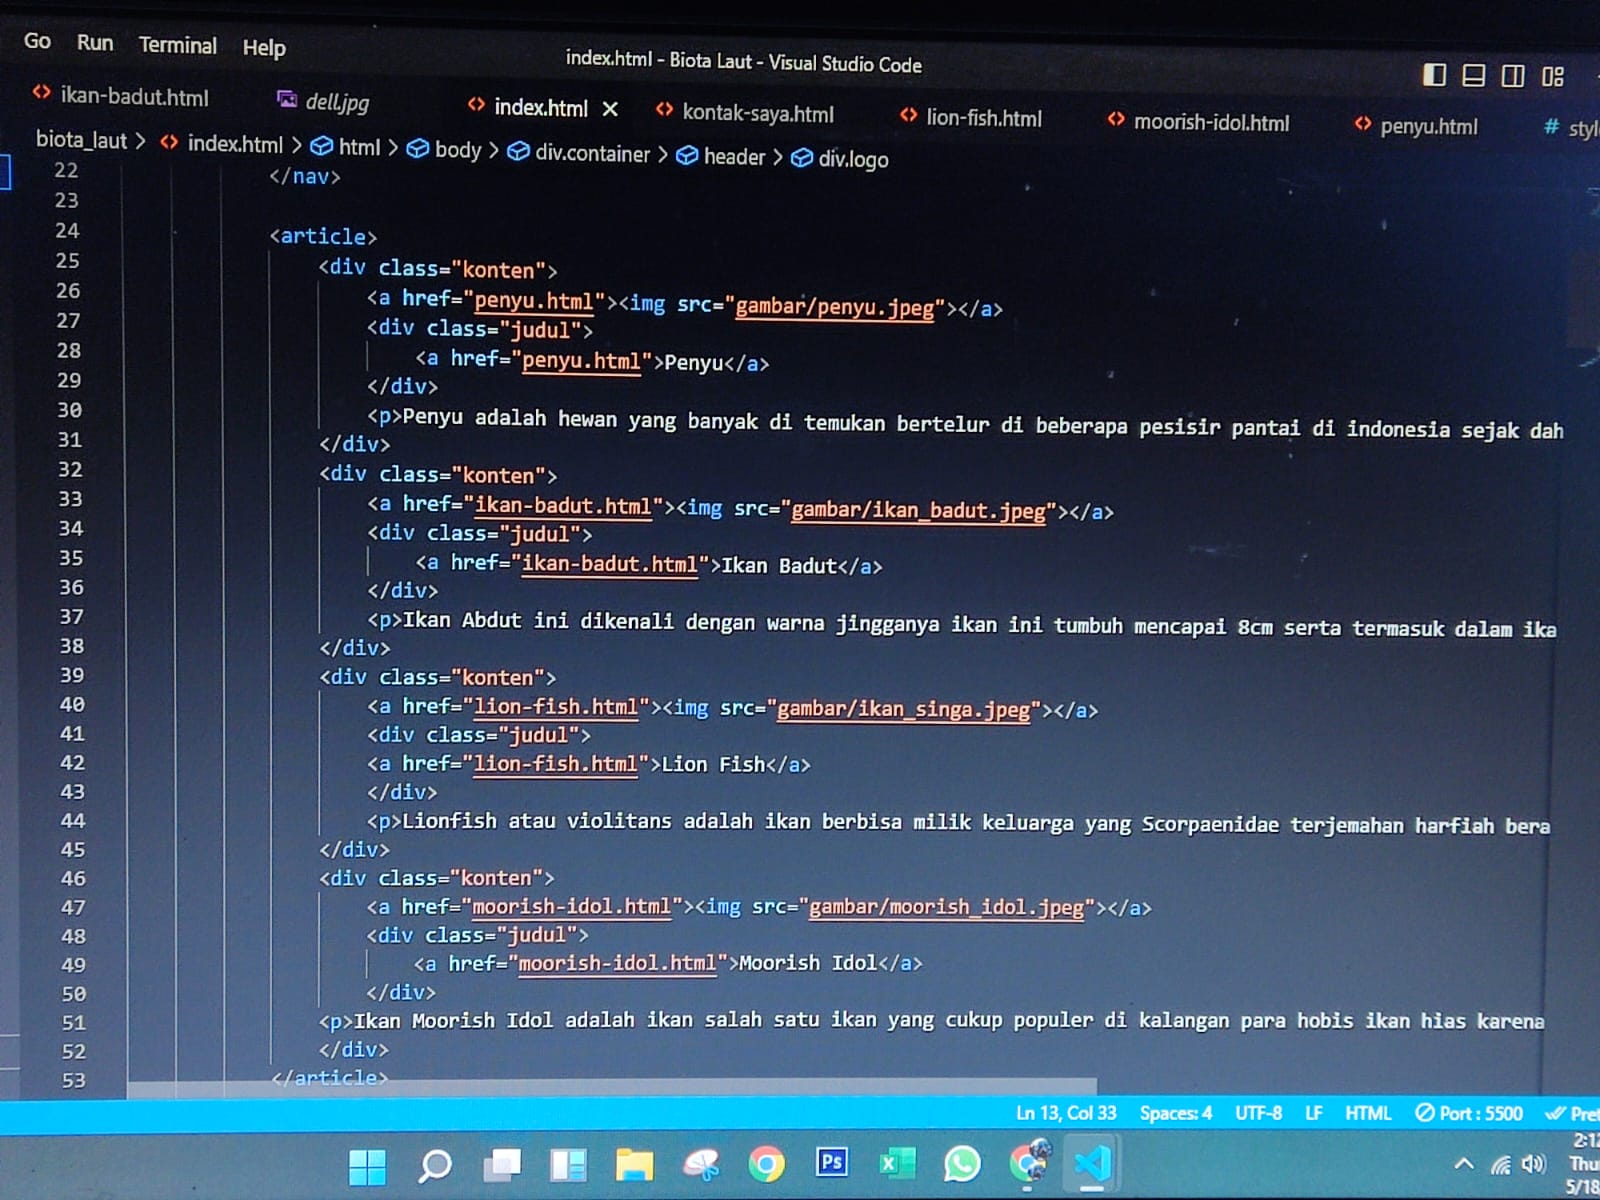 Go Run Terminal Help
index.html - Biota Laut - Visual Studio Code
ikan-badut.html dell.jpg index.html kontak-saya.html lion-fish.html moorish-idol.html penyu.html #
biota_laut > index.html > html > body > div.container > header > div.logo
22 </nav>
23
24 <article>
25 <div class="konten">
26 <a href="penyu.html"><img src="gambar/penyu.jpeg"></a>
27 <div class="judul">
28 <a href="penyu.html">Penyu</a>
29 </div>
30 <p>Penyu adalah hewan yang banyak di temukan bertelur di beberapa pesisir pantai di indonesia sejak dah
31 </div>
32 <div class="konten">
33 <a href="ikan-badut.html"><img src="gambar/ikan_badut.jpeg"></a>
34 <div class="judul">
35 <a href="ikan-badut.html">Ikan Badut</a>
36 </div>
37 <p>Ikan Abdut ini dikenali dengan warna jingganya ikan ini tumbuh mencapai 8cm serta termasuk dalam ika
38 </div>
39 <div class="konten">
40 <a href="lion-fish.html"><img src="gambar/ikan_singa.jpeg"></a>
41 <div class="judul">
42 <a href="lion-fish.html">Lion Fish</a>
43 </div>
44 <p>Lionfish atau violitans adalah ikan berbisa milik keluarga yang Scorpaenidae terjemahan harfiah bera
45 </div>
46 <div class="konten">
47 <a href="moorish-idol.html"><img src="gambar/moorish_idol.jpeg"></a>
48 <div class="judul">
49 <a href="moorish-idol.html">Moorish Idol</a>
50 </div>
51 <p>Ikan Moorish Idol adalah ikan salah satu ikan yang cukup populer di kalangan para hobis ikan hias karena
52 </div>
53 </article>
Ln 13, Col 33 Spaces: 4 UTF-8 LF HTML Port : 5500
Ps
Thu
5/18